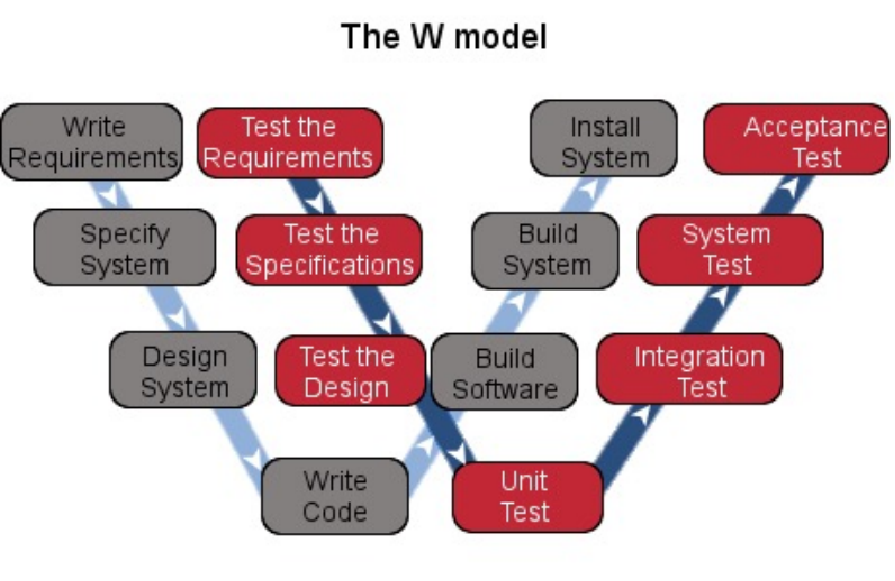 The W model
Write
Requirements
Test the
Requirements
Install
System
Acceptance
Test
Specify
System
Test the
Specifications
Build
System
System
Test
Design
System
Test the
Design
Build
Software
Integration
Test
Write
Code
Unit
Test